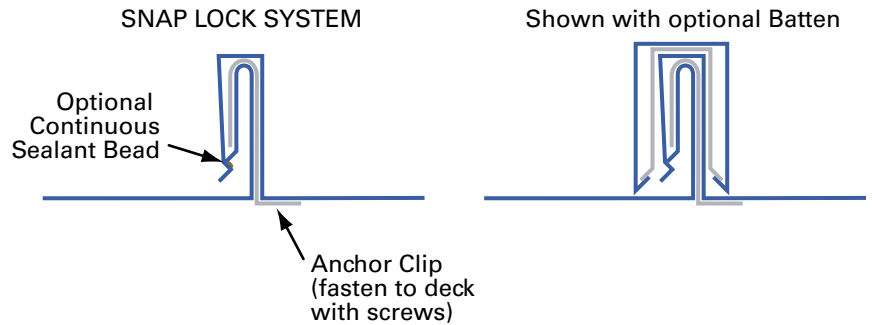 SNAP LOCK SYSTEM
Shown with optional Batten
Optional
Continuous
Sealant Bead
Anchor Clip
(fasten to deck
with screws)